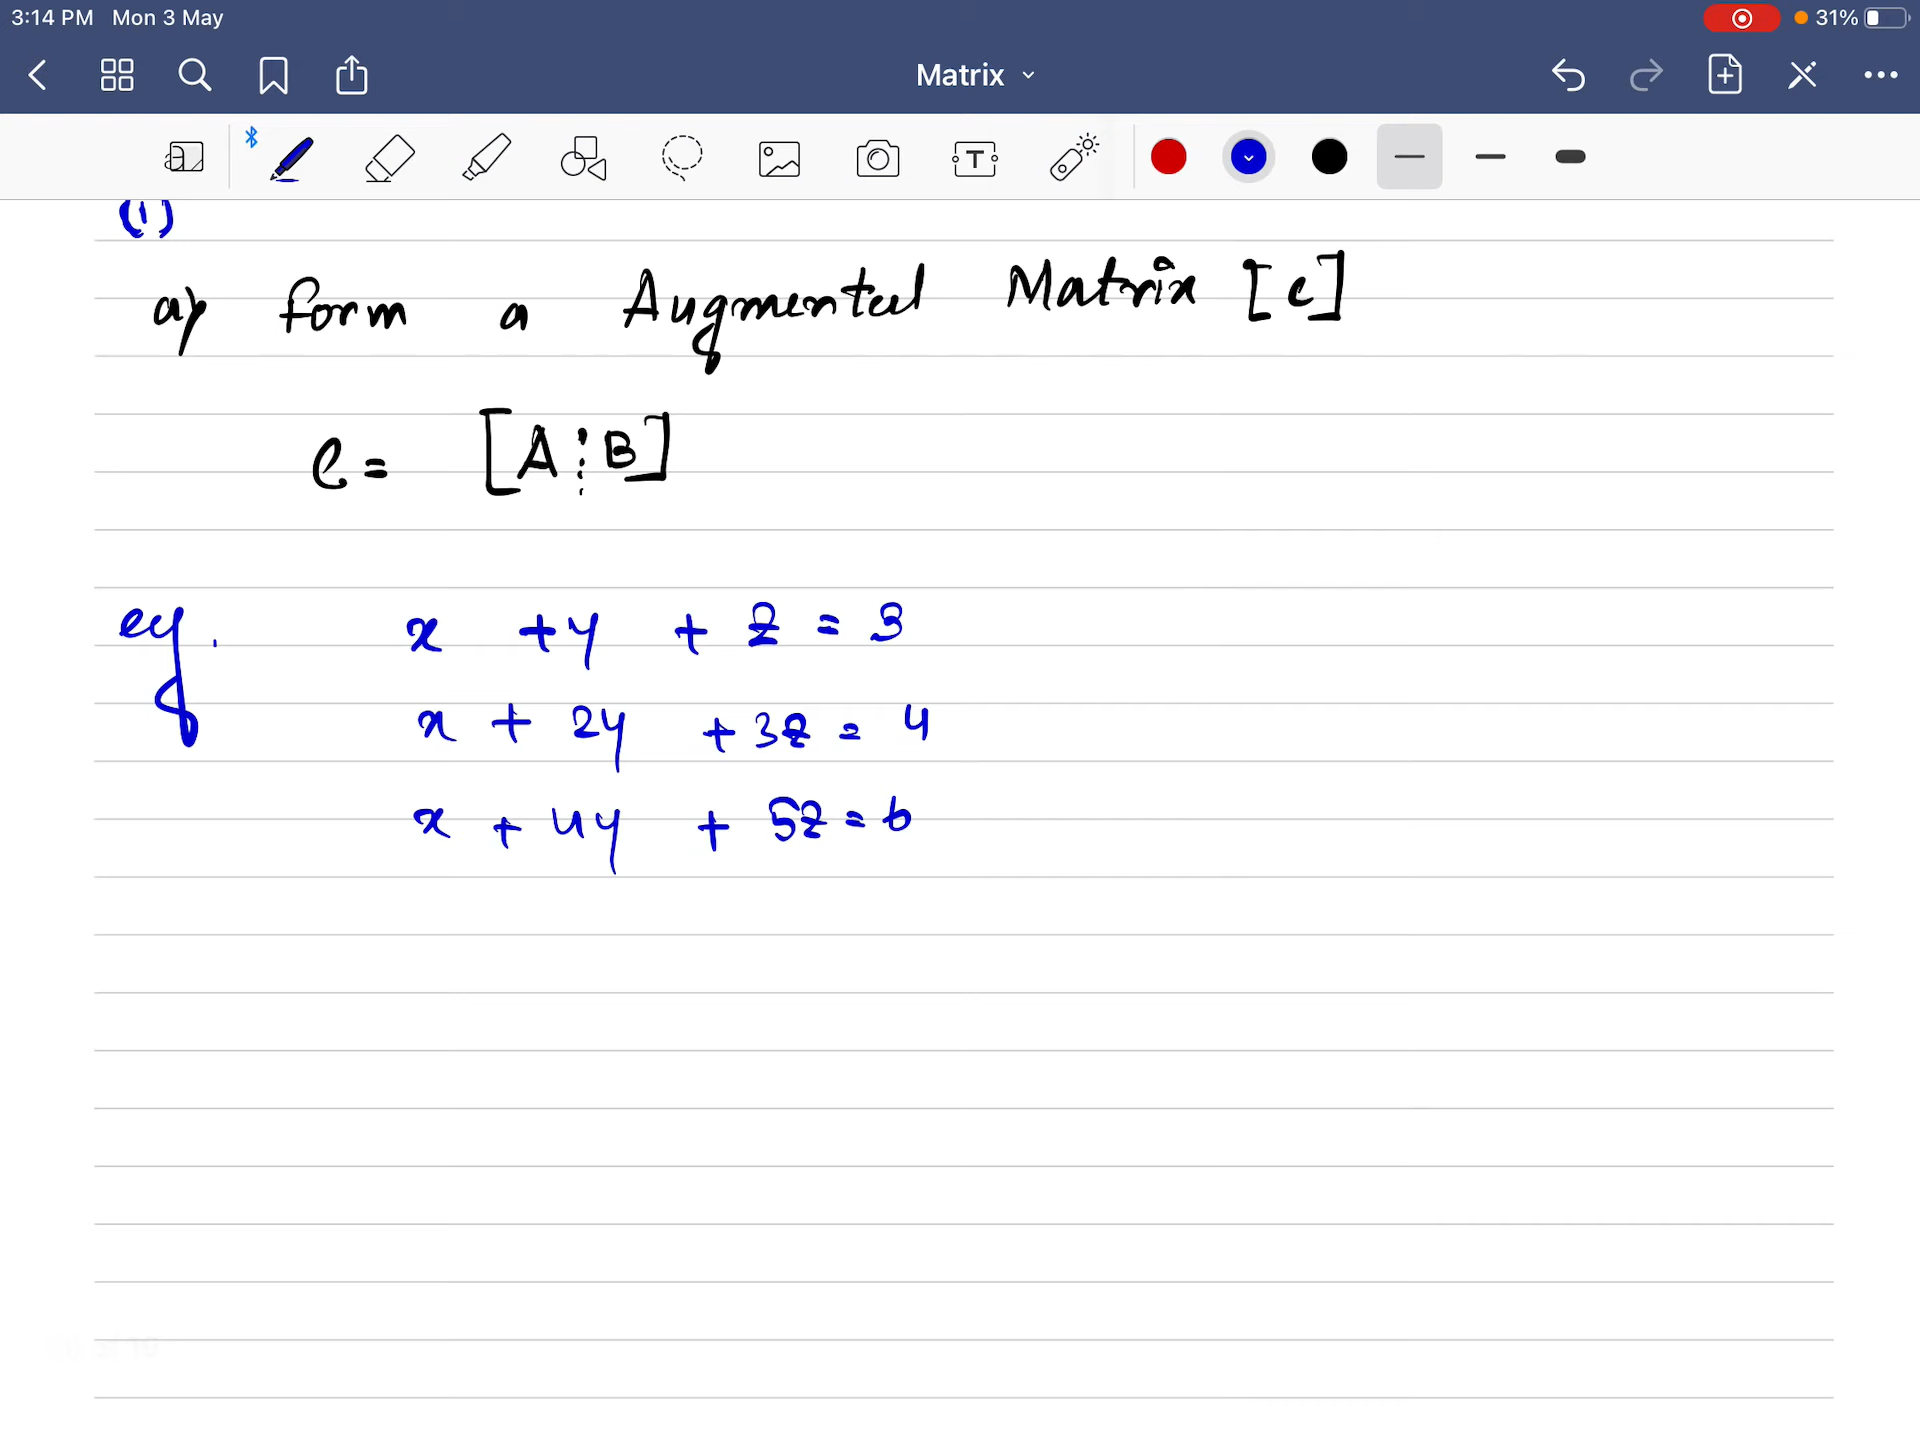 3:14 PM Mon 3 May 31%
Matrix
(1)
a) form a Augmented Matrix [c]
C = [A ⋮ B]
eg. x + y + z = 3
x + 2y + 3z = 4
x + 4y + 5z = 6